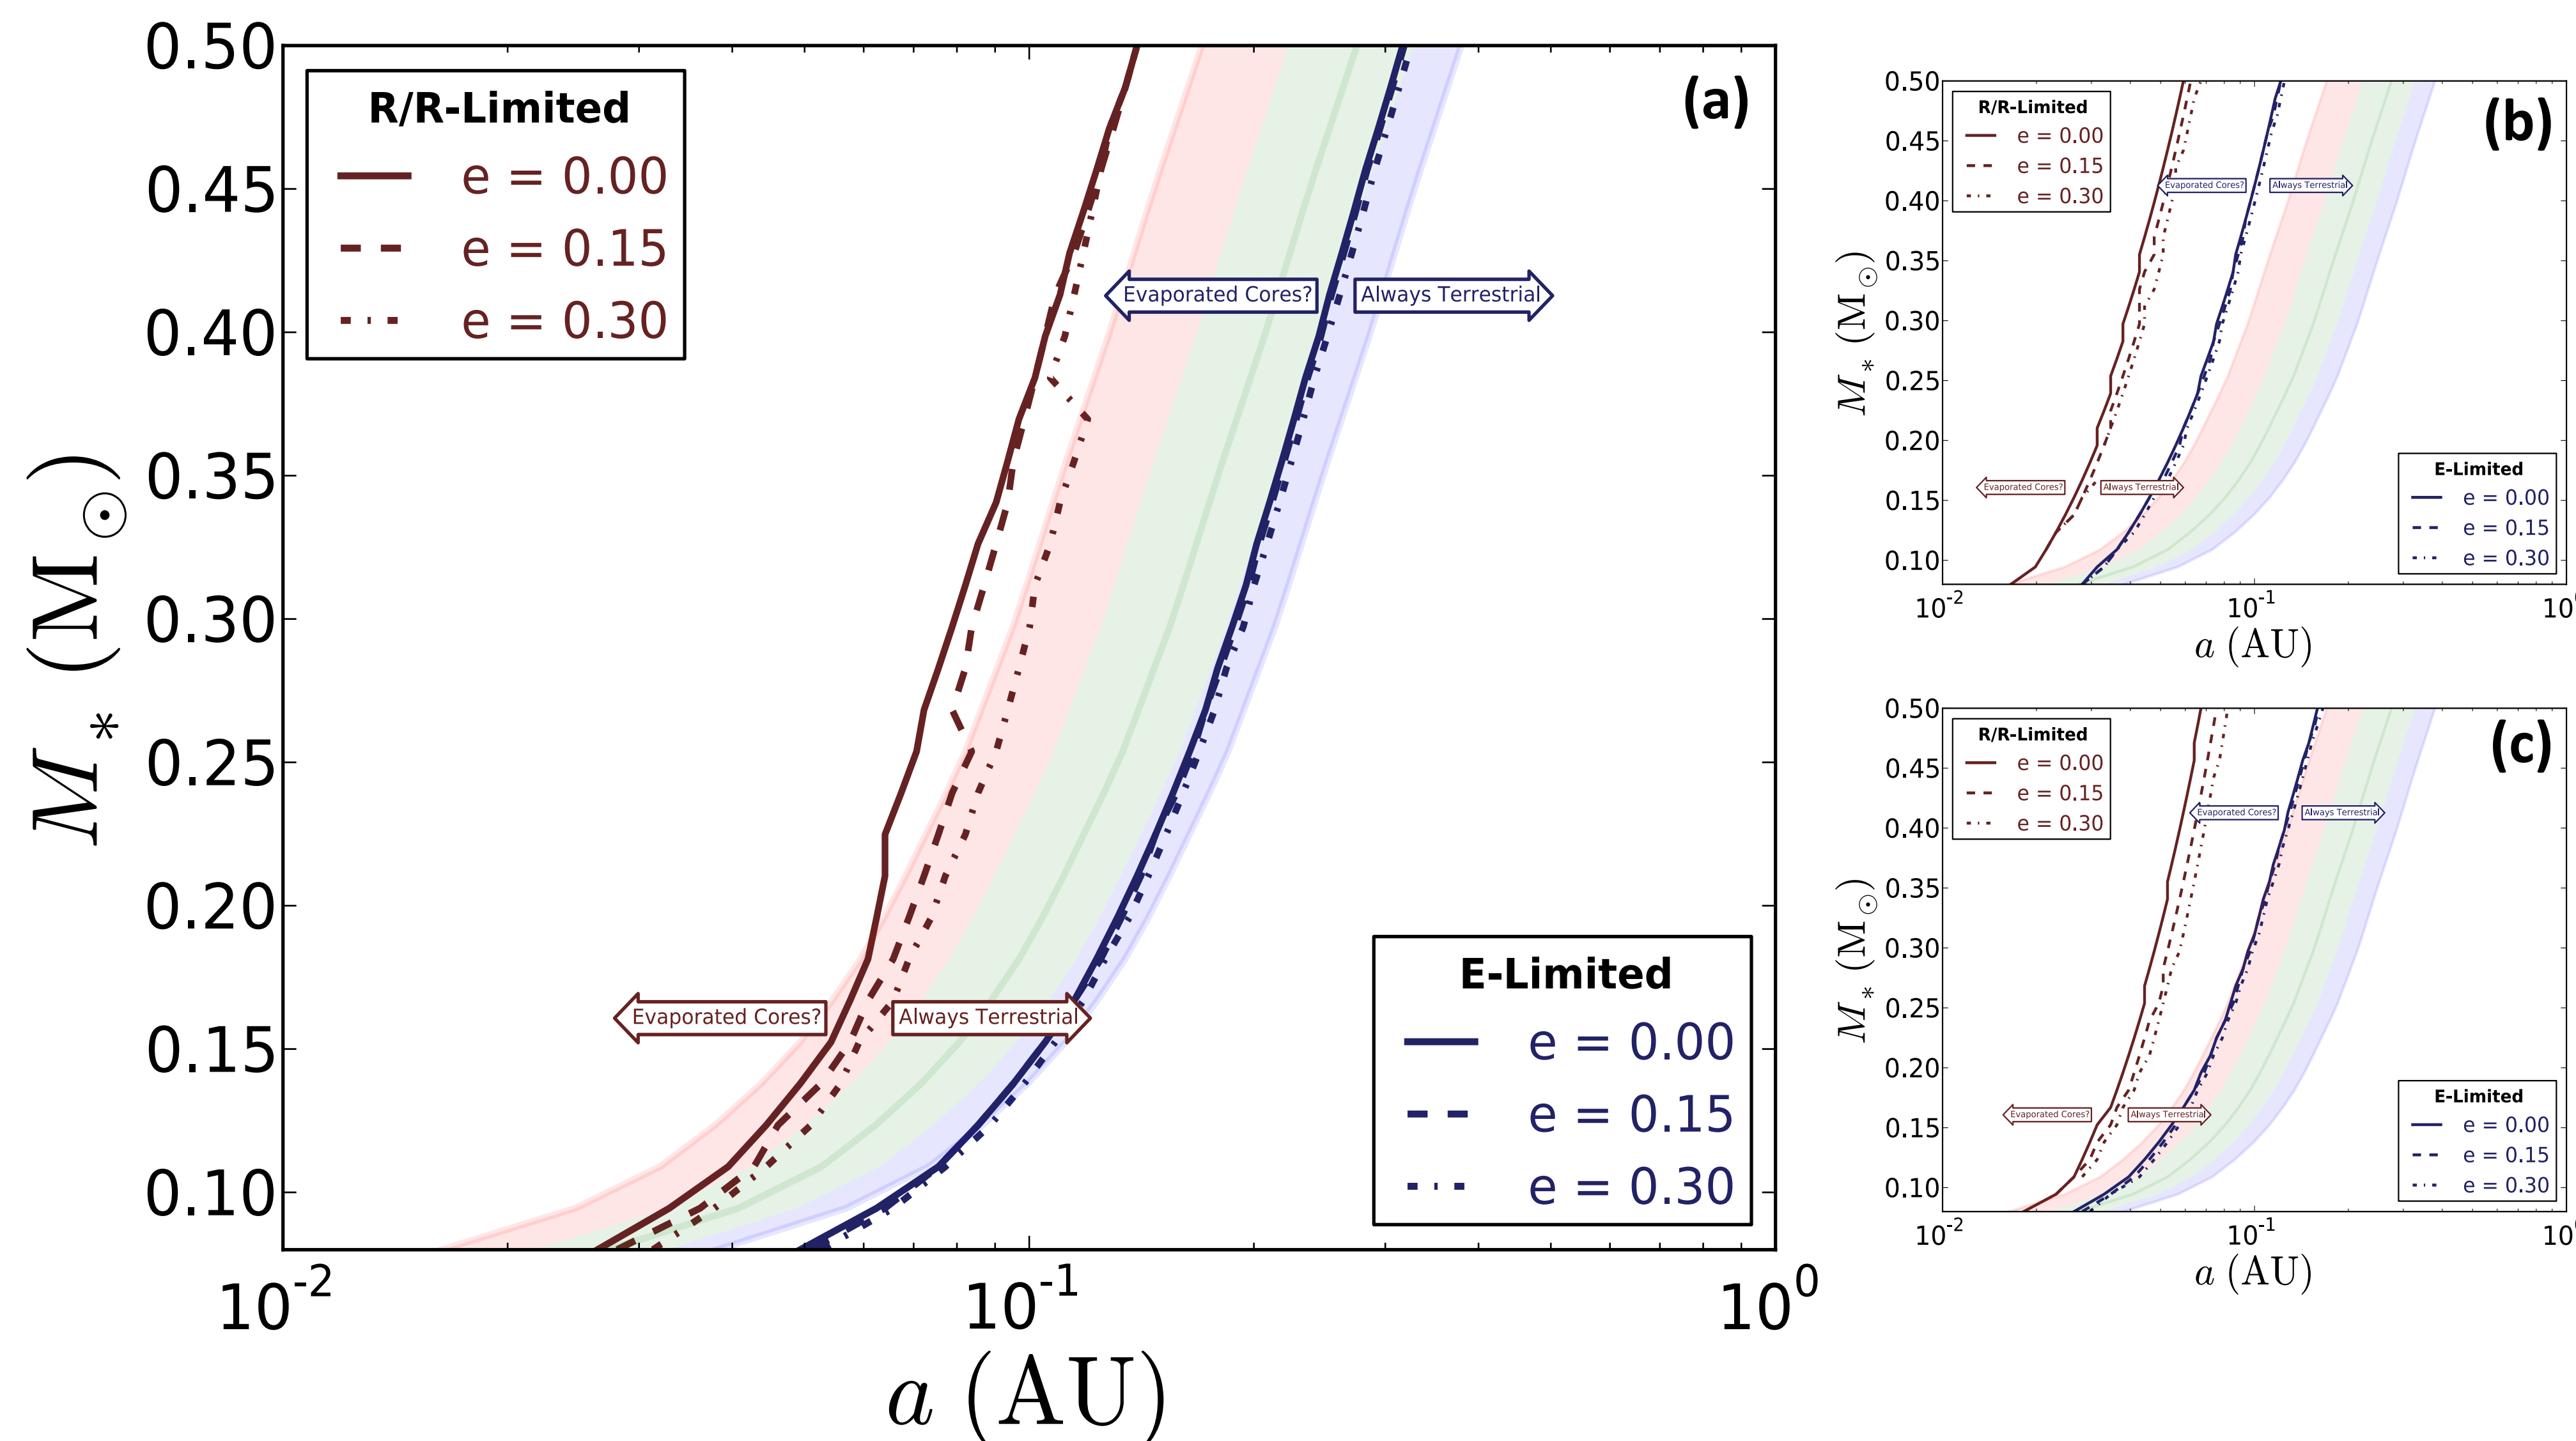 (a)
R/R-Limited
e = 0.00
e = 0.15
e = 0.30
Evaporated Cores?
Always Terrestrial
Evaporated Cores?
Always Terrestrial
E-Limited
e = 0.00
e = 0.15
e = 0.30
0.50
0.45
0.40
0.35
0.30
0.25
0.20
0.15
0.10
M* (M☉)
10^-2
10^-1
10^0
a (AU)
(b)
R/R-Limited
e = 0.00
e = 0.15
e = 0.30
Evaporated Cores?
Always Terrestrial
Evaporated Cores?
Always Terrestrial
E-Limited
e = 0.00
e = 0.15
e = 0.30
0.50
0.45
0.40
0.35
0.30
0.25
0.20
0.15
0.10
M* (M☉)
10^-2
10^-1
10
a (AU)
(c)
R/R-Limited
e = 0.00
e = 0.15
e = 0.30
Evaporated Cores?
Always Terrestrial
Evaporated Cores?
Always Terrestrial
E-Limited
e = 0.00
e = 0.15
e = 0.30
0.50
0.45
0.40
0.35
0.30
0.25
0.20
0.15
0.10
M* (M☉)
10^-2
10^-1
10
a (AU)